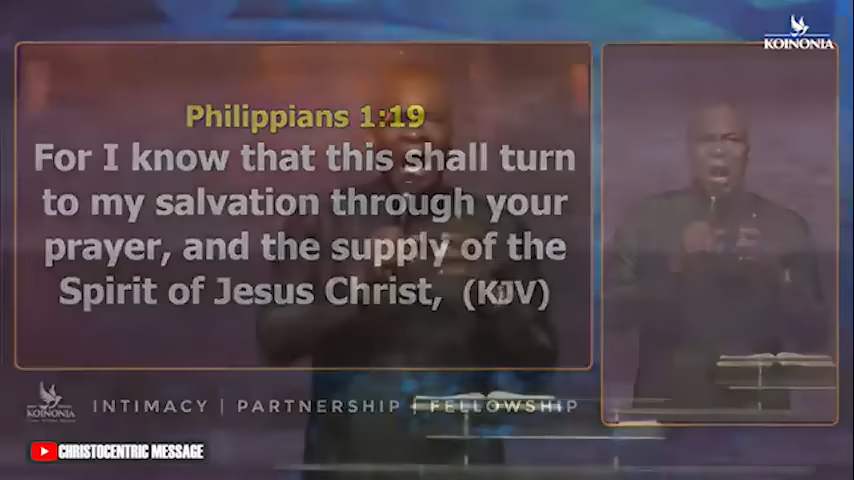 KOINONIA
Philippians 1:19
For I know that this shall turn
to my salvation through your
prayer, and the supply of the
Spirit of Jesus Christ, (KJV)
KOINONIA
INTIMACY | PARTNERSHIP | FELLOWSHIP
CHRISTOCENTRIC MESSAGE